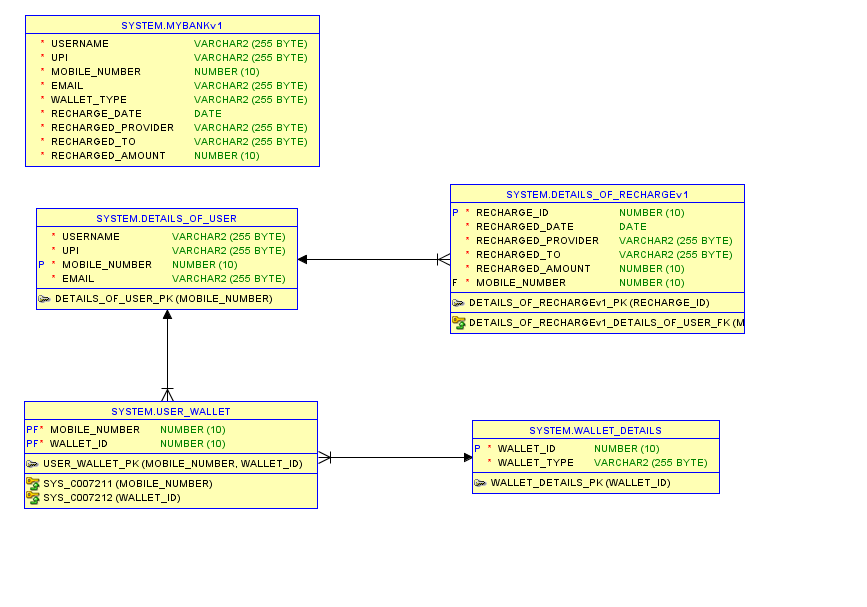 SYSTEM.MYBANKv1
* USERNAME VARCHAR2 (255 BYTE)
* UPI VARCHAR2 (255 BYTE)
* MOBILE_NUMBER NUMBER (10)
* EMAIL VARCHAR2 (255 BYTE)
* WALLET_TYPE VARCHAR2 (255 BYTE)
* RECHARGE_DATE DATE
* RECHARGED_PROVIDER VARCHAR2 (255 BYTE)
* RECHARGED_TO VARCHAR2 (255 BYTE)
* RECHARGED_AMOUNT NUMBER (10)
SYSTEM.DETAILS_OF_RECHARGEv1
P * RECHARGE_ID NUMBER (10)
* RECHARGED_DATE DATE
* RECHARGED_PROVIDER VARCHAR2 (255 BYTE)
* RECHARGED_TO VARCHAR2 (255 BYTE)
* RECHARGED_AMOUNT NUMBER (10)
F * MOBILE_NUMBER NUMBER (10)
DETAILS_OF_RECHARGEv1_PK (RECHARGE_ID)
DETAILS_OF_RECHARGEv1_DETAILS_OF_USER_FK (M
SYSTEM.DETAILS_OF_USER
* USERNAME VARCHAR2 (255 BYTE)
* UPI VARCHAR2 (255 BYTE)
P * MOBILE_NUMBER NUMBER (10)
* EMAIL VARCHAR2 (255 BYTE)
DETAILS_OF_USER_PK (MOBILE_NUMBER)
SYSTEM.USER_WALLET
PF* MOBILE_NUMBER NUMBER (10)
PF* WALLET_ID NUMBER (10)
USER_WALLET_PK (MOBILE_NUMBER, WALLET_ID)
SYS_C007211 (MOBILE_NUMBER)
SYS_C007212 (WALLET_ID)
SYSTEM.WALLET_DETAILS
P * WALLET_ID NUMBER (10)
* WALLET_TYPE VARCHAR2 (255 BYTE)
WALLET_DETAILS_PK (WALLET_ID)